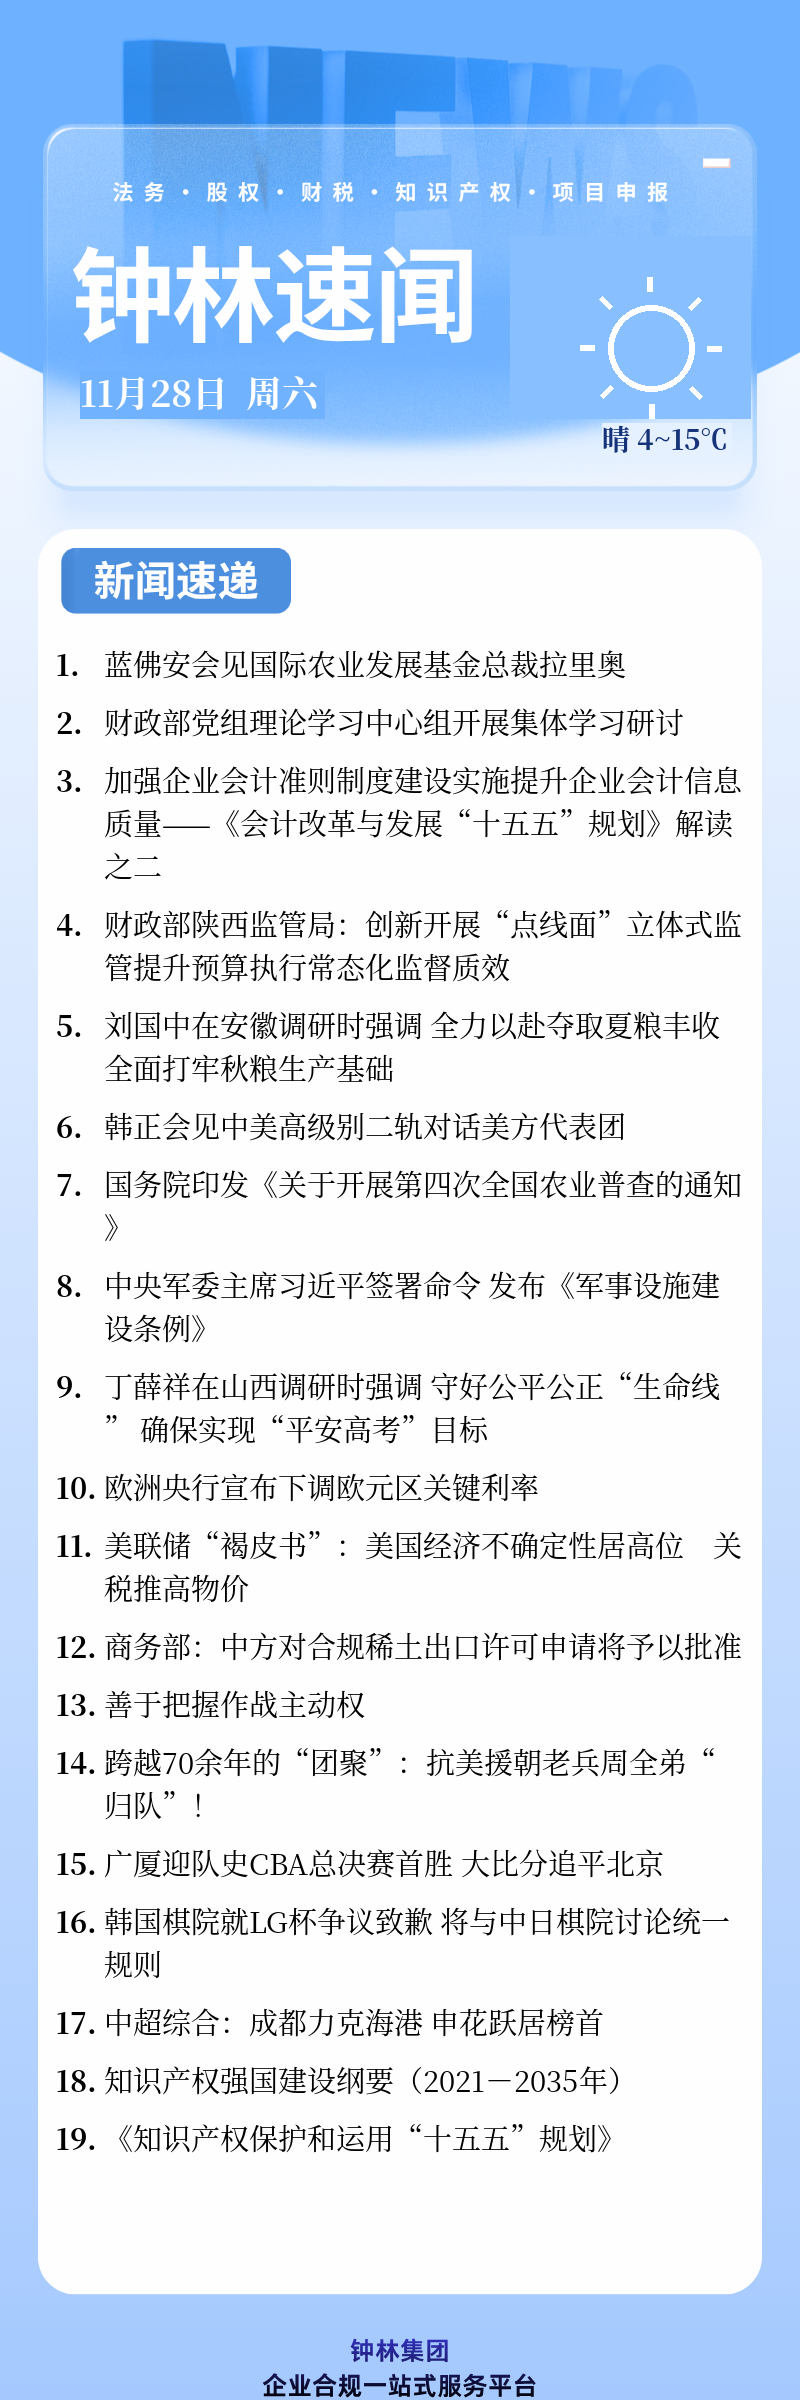 NEWS
法务·股权·财税·知识产权·项目申报
钟林速闻
11月28日 周六
晴 4~15℃
新闻速递
1. 蓝佛安会见国际农业发展基金总裁拉里奥
2. 财政部党组理论学习中心组开展集体学习研讨
3. 加强企业会计准则制度建设实施提升企业会计信息
质量——《会计改革与发展“十五五”规划》解读
之二
4. 财政部陕西监管局：创新开展“点线面”立体式监
管提升预算执行常态化监督质效
5. 刘国中在安徽调研时强调 全力以赴夺取夏粮丰收
全面打牢秋粮生产基础
6. 韩正会见中美高级别二轨对话美方代表团
7. 国务院印发《关于开展第四次全国农业普查的通知
》
8. 中央军委主席习近平签署命令 发布《军事设施建
设条例》
9. 丁薛祥在山西调研时强调 守好公平公正“生命线
” 确保实现“平安高考”目标
10. 欧洲央行宣布下调欧元区关键利率
11. 美联储“褐皮书”：美国经济不确定性居高位　关
税推高物价
12. 商务部：中方对合规稀土出口许可申请将予以批准
13. 善于把握作战主动权
14. 跨越70余年的“团聚”：抗美援朝老兵周全弟“
归队”！
15. 广厦迎队史CBA总决赛首胜 大比分追平北京
16. 韩国棋院就LG杯争议致歉 将与中日棋院讨论统一
规则
17. 中超综合：成都力克海港 申花跃居榜首
18. 知识产权强国建设纲要（2021－2035年）
19. 《知识产权保护和运用“十五五”规划》
钟林集团
企业合规一站式服务平台